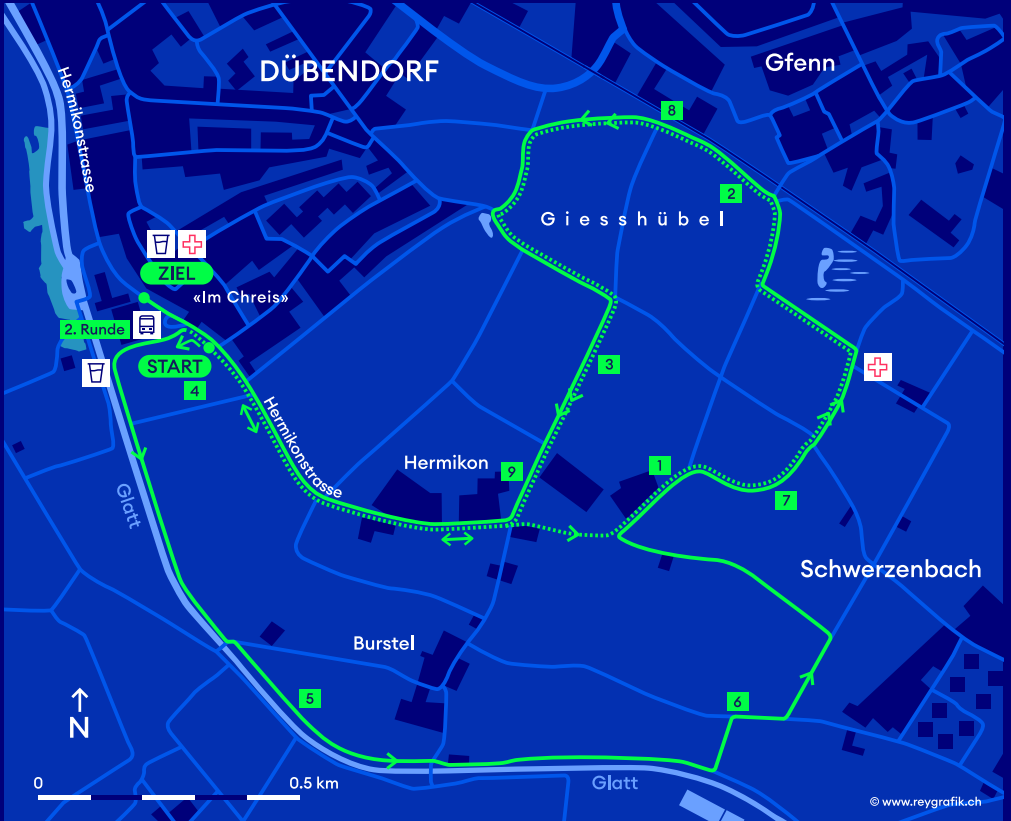 DÜBENDORF
Gfenn
Hermikonstrasse
8
2
Giesshübel
ZIEL
«Im Chreis»
2. Runde
START
4
3
Hermikonstrasse
Hermikon
9
1
7
Glatt
Schwerzenbach
Burstel
5
6
N
0
0.5 km
Glatt
© www.reygrafik.ch